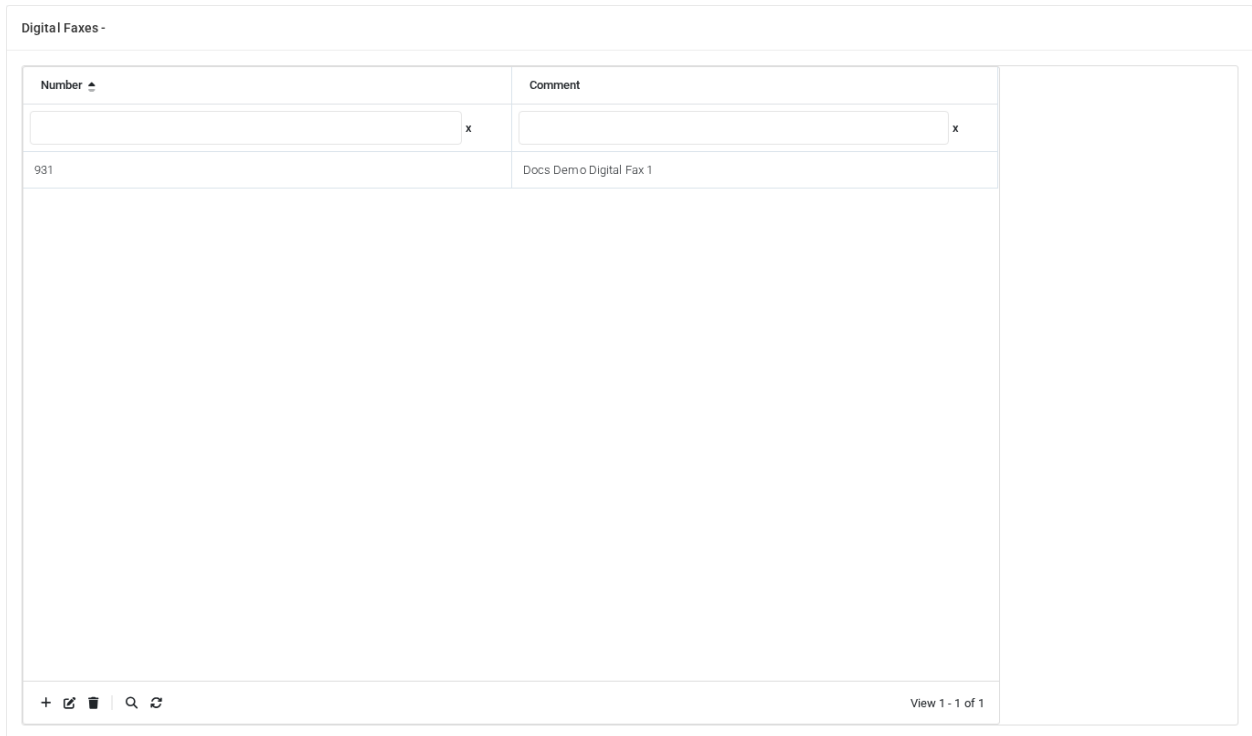 Digital Faxes -
Number Comment
x x
931 Docs Demo Digital Fax 1
View 1 - 1 of 1